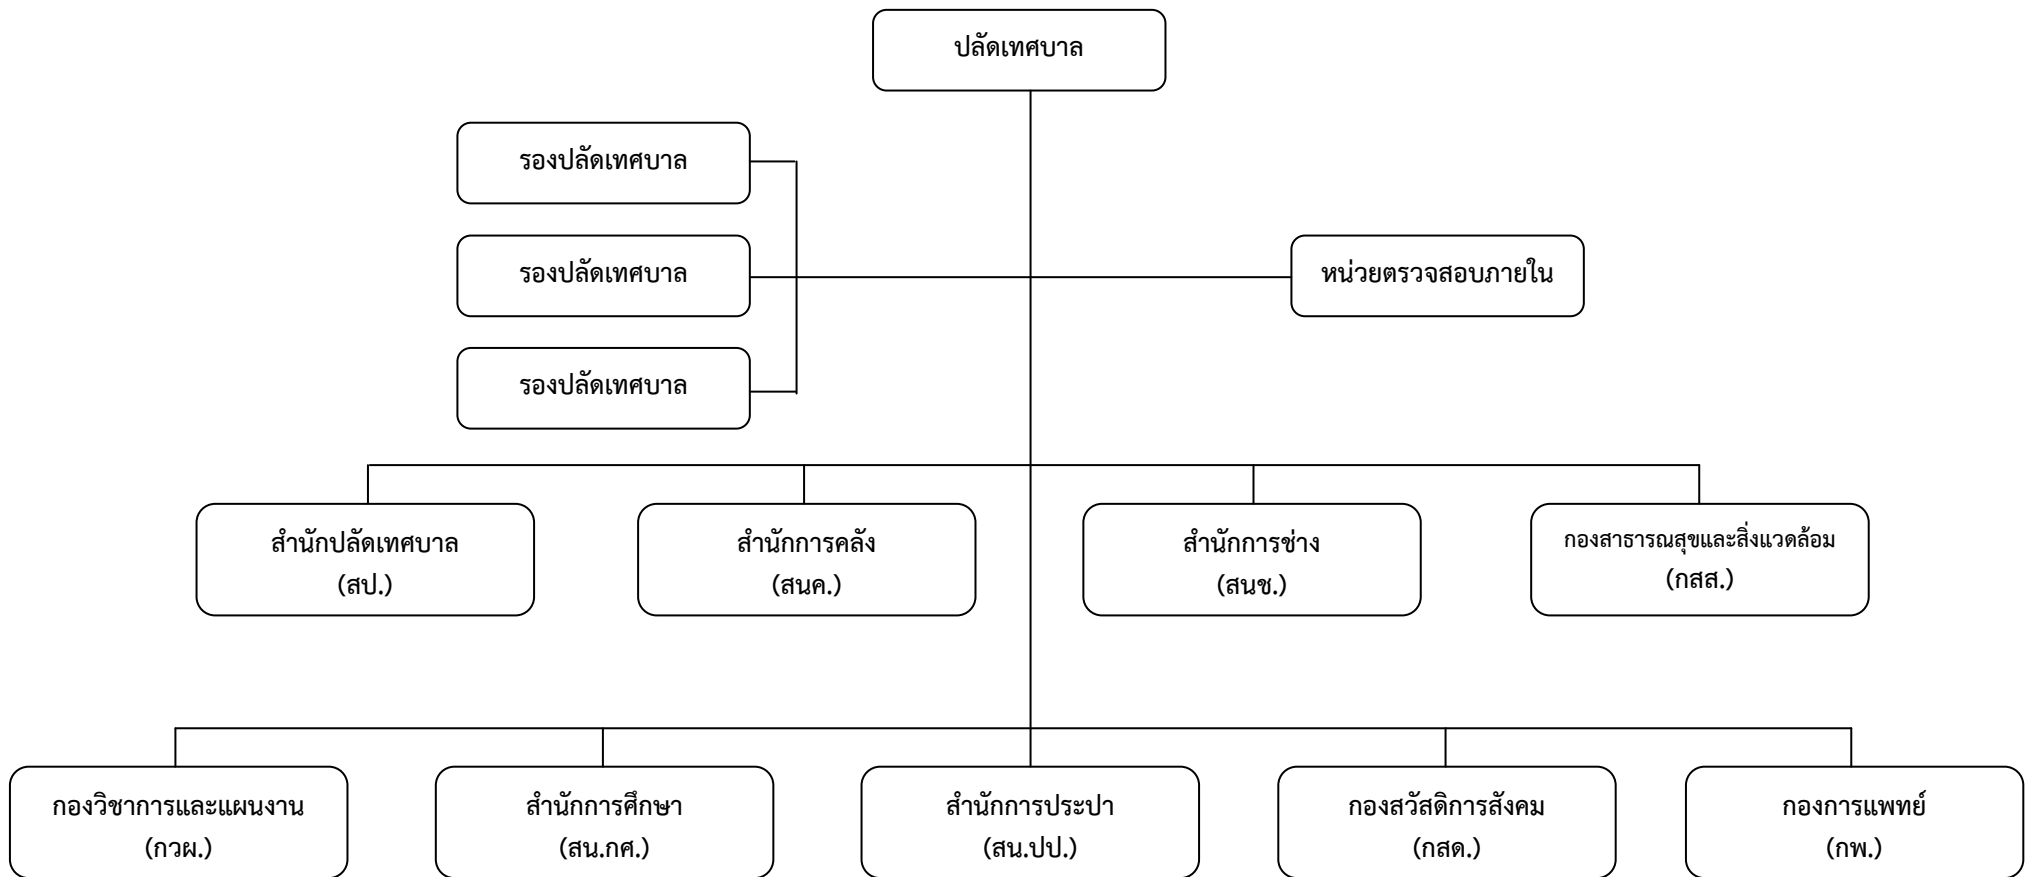 ปลัดเทศบาล
รองปลัดเทศบาล
รองปลัดเทศบาล
หน่วยตรวจสอบภายใน
รองปลัดเทศบาล
สำนักปลัดเทศบาล
(สป.)
สำนักการคลัง
(สนค.)
สำนักการช่าง
(สนช.)
กองสาธารณสุขและสิ่งแวดล้อม
(กสส.)
กองวิชาการและแผนงาน
(กวผ.)
สำนักการศึกษา
(สน.กศ.)
สำนักการประปา
(สน.ปป.)
กองสวัสดิการสังคม
(กสด.)
กองการแพทย์
(กพ.)